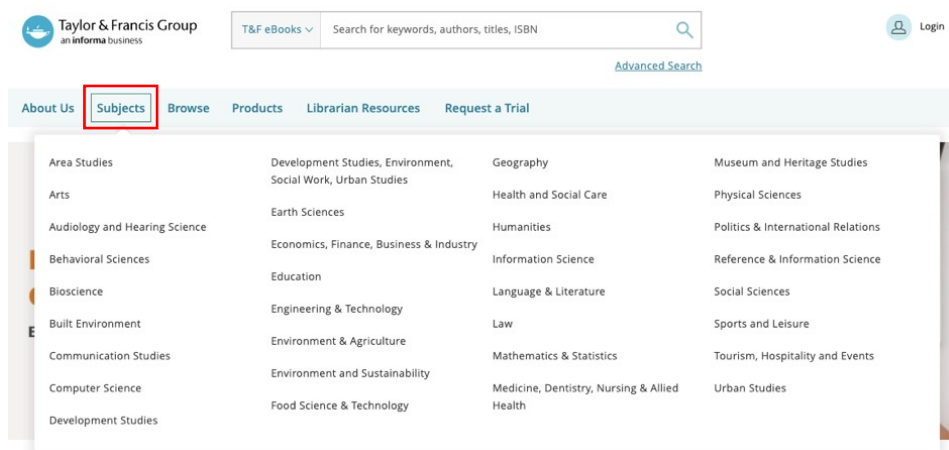 Taylor & Francis Group
an informa business
T&F eBooks
Search for keywords, authors, titles, ISBN
Login
Advanced Search
About Us
Subjects
Browse
Products
Librarian Resources
Request a Trial
Area Studies
Arts
Audiology and Hearing Science
Behavioral Sciences
Bioscience
Built Environment
Communication Studies
Computer Science
Development Studies
Development Studies, Environment,
Social Work, Urban Studies
Earth Sciences
Economics, Finance, Business & Industry
Education
Engineering & Technology
Environment & Agriculture
Environment and Sustainability
Food Science & Technology
Geography
Health and Social Care
Humanities
Information Science
Language & Literature
Law
Mathematics & Statistics
Medicine, Dentistry, Nursing & Allied
Health
Museum and Heritage Studies
Physical Sciences
Politics & International Relations
Reference & Information Science
Social Sciences
Sports and Leisure
Tourism, Hospitality and Events
Urban Studies